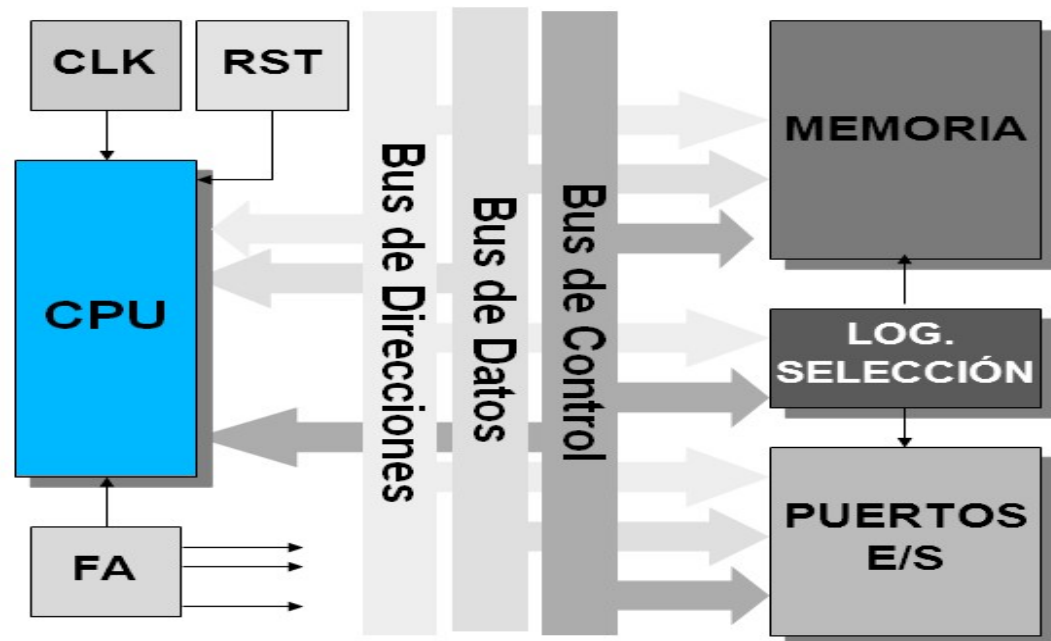 CLK
RST
CPU
FA
Bus de Direcciones
Bus de Datos
Bus de Control
MEMORIA
LOG.
SELECCIÓN
PUERTOS
E/S